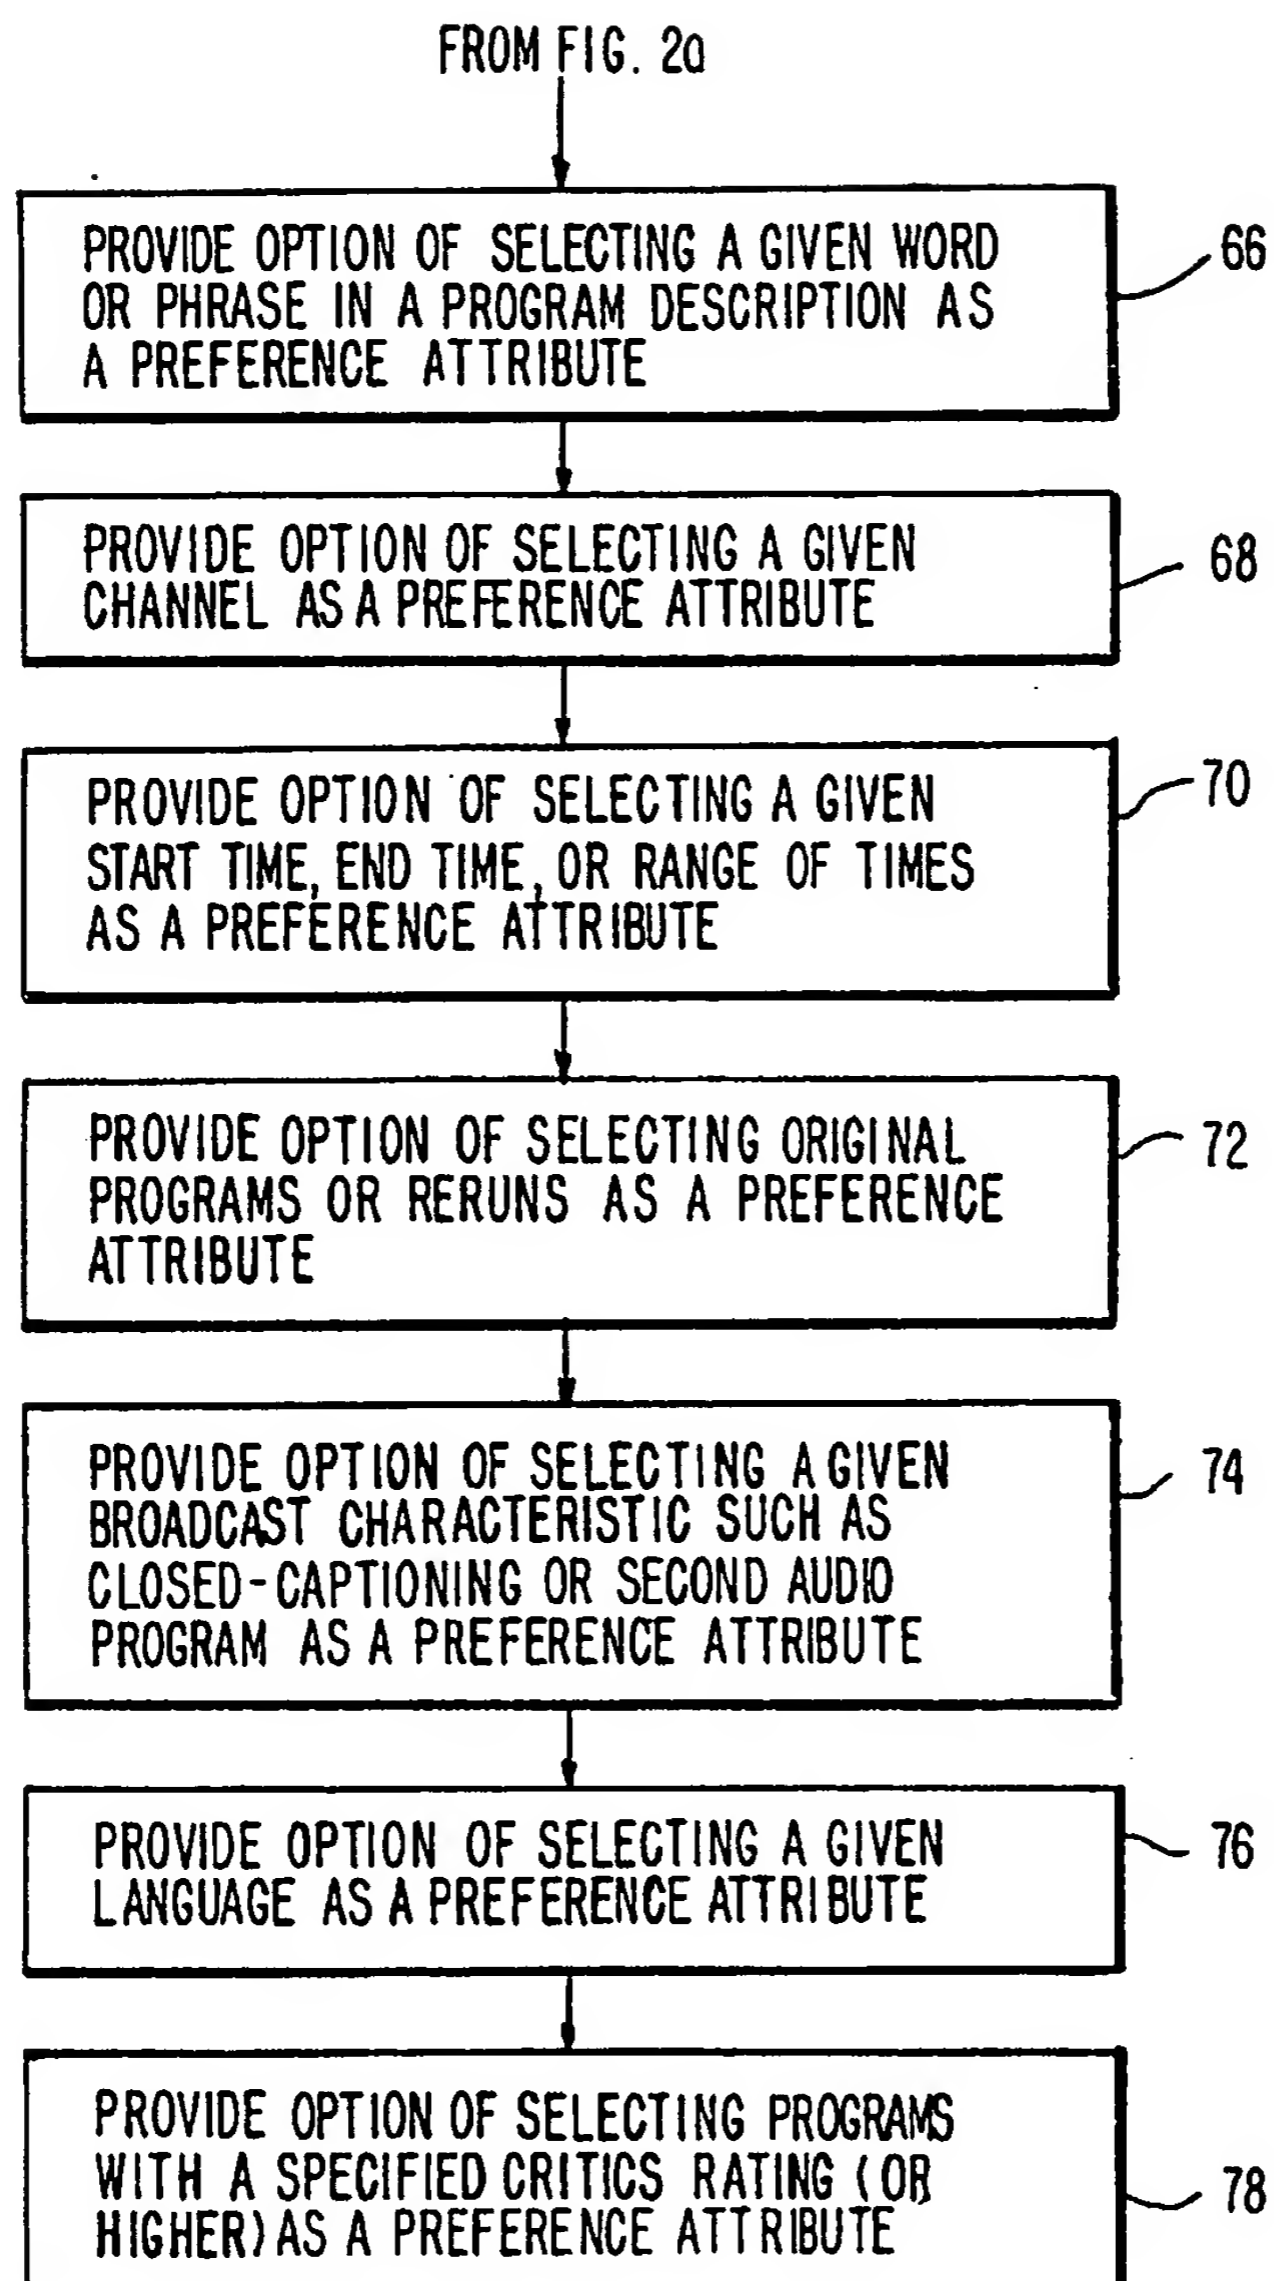 FROM FIG. 2a
PROVIDE OPTION OF SELECTING A GIVEN WORD
OR PHRASE IN A PROGRAM DESCRIPTION AS
A PREFERENCE ATTRIBUTE
66
PROVIDE OPTION OF SELECTING A GIVEN
CHANNEL AS A PREFERENCE ATTRIBUTE
68
PROVIDE OPTION OF SELECTING A GIVEN
START TIME, END TIME, OR RANGE OF TIMES
AS A PREFERENCE ATTRIBUTE
70
PROVIDE OPTION OF SELECTING ORIGINAL
PROGRAMS OR RERUNS AS A PREFERENCE
ATTRIBUTE
72
PROVIDE OPTION OF SELECTING A GIVEN
BROADCAST CHARACTERISTIC SUCH AS
CLOSED-CAPTIONING OR SECOND AUDIO
PROGRAM AS A PREFERENCE ATTRIBUTE
74
PROVIDE OPTION OF SELECTING A GIVEN
LANGUAGE AS A PREFERENCE ATTRIBUTE
76
PROVIDE OPTION OF SELECTING PROGRAMS
WITH A SPECIFIED CRITICS RATING (OR
HIGHER) AS A PREFERENCE ATTRIBUTE
78